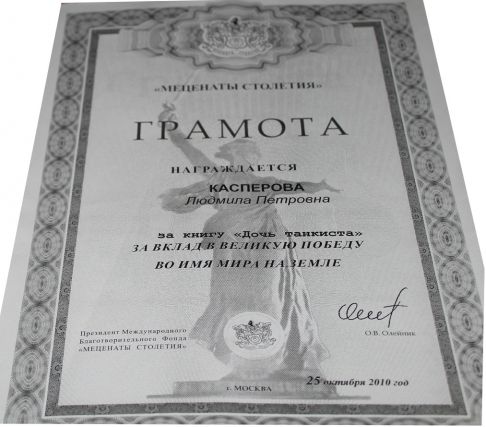 «МЕЦЕНАТЫ СТОЛЕТИЯ»
ГРАМОТА
НАГРАЖДАЕТСЯ
КАСПЕРОВА
Людмила Петровна
за книгу «Дочь танкиста»
ЗА ВКЛАД В ВЕЛИКУЮ ПОБЕДУ
ВО ИМЯ МИРА НА ЗЕМЛЕ
Президент Международного
Благотворительного Фонда
«МЕЦЕНАТЫ СТОЛЕТИЯ»
О.В. Олейник
г. МОСКВА
25 октября 2010 год